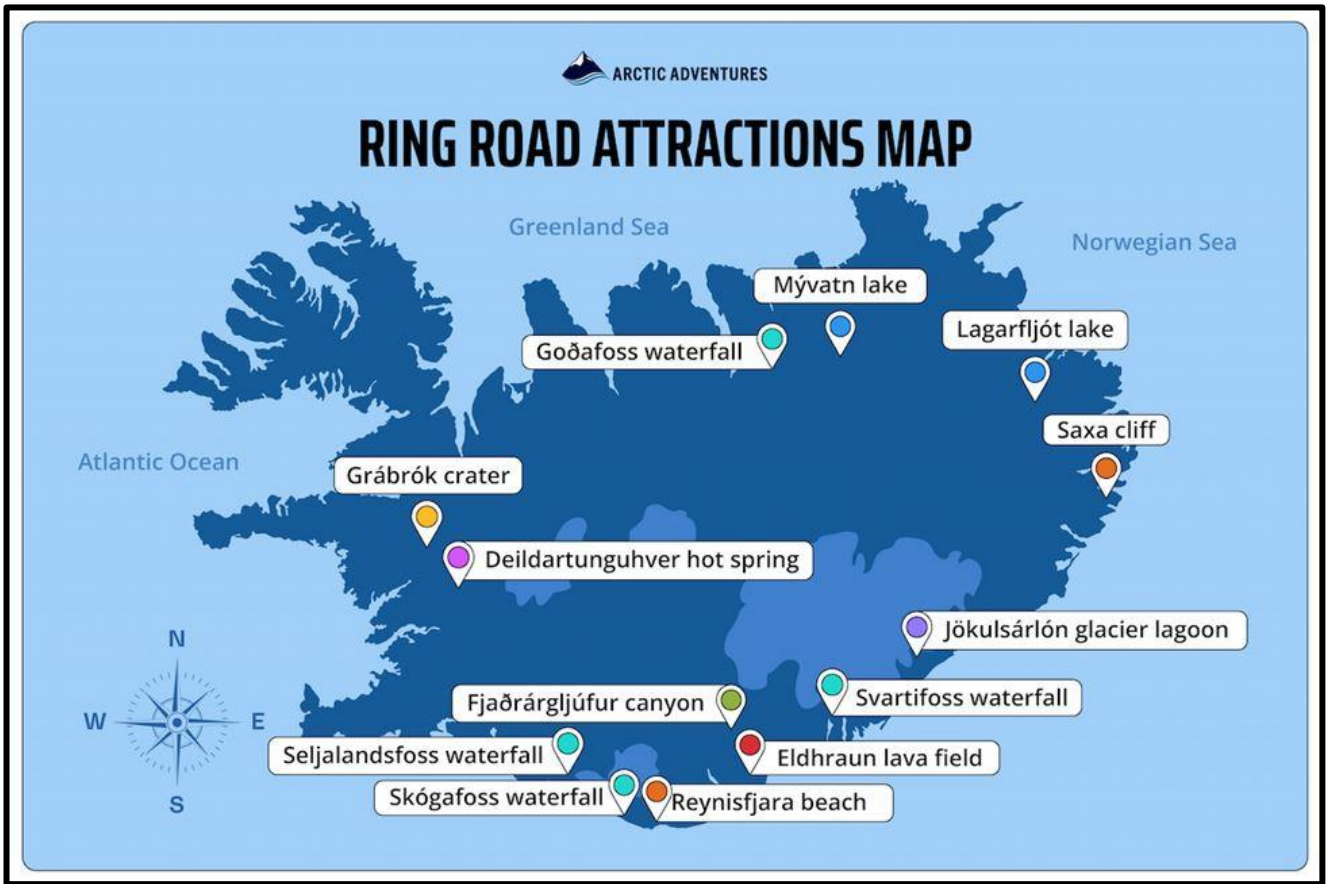 ARCTIC ADVENTURES
RING ROAD ATTRACTIONS MAP
Greenland Sea
Norwegian Sea
Mývatn lake
Lagarfljót lake
Goðafoss waterfall
Saxa cliff
Atlantic Ocean
Grábrók crater
Deildartunguhver hot spring
Jökulsárlón glacier lagoon
N
W
E
S
Svartifoss waterfall
Fjaðrárgljúfur canyon
Seljalandsfoss waterfall
Eldhraun lava field
Skógafoss waterfall
Reynisfjara beach